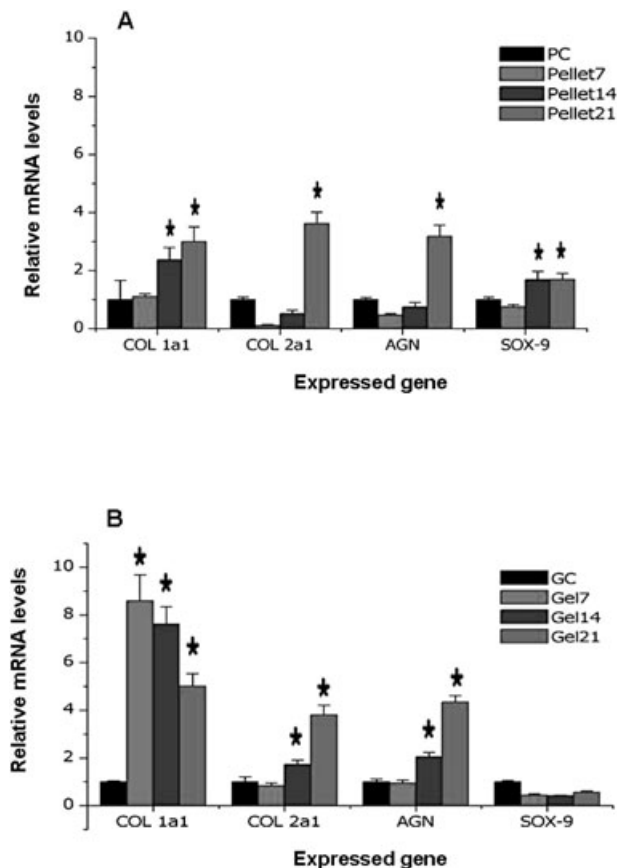 A
PC
Pellet7
Pellet14
Pellet21
Relative mRNA levels
10
8
6
4
2
0
COL 1a1 COL 2a1 AGN SOX-9
Expressed gene
B
GC
Gel7
Gel14
Gel21
Relative mRNA levels
10
8
6
4
2
0
COL 1a1 COL 2a1 AGN SOX-9
Expressed gene